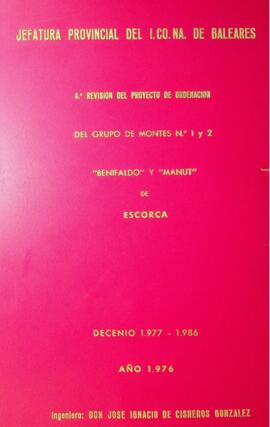 JEFATURA PROVINCIAL DEL I.CO.NA. DE BALEARES
4.ª REVISION DEL PROYECTO DE ORDENACION
DEL GRUPO DE MONTES N.º 1 y 2
"BENIFALDO" Y "MANUT"
DE
ESCORCA
DECENIO 1.977 - 1.986
AÑO 1.976
Ingeniero: DON JOSE IGNACIO DE CISNEROS GONZALEZ